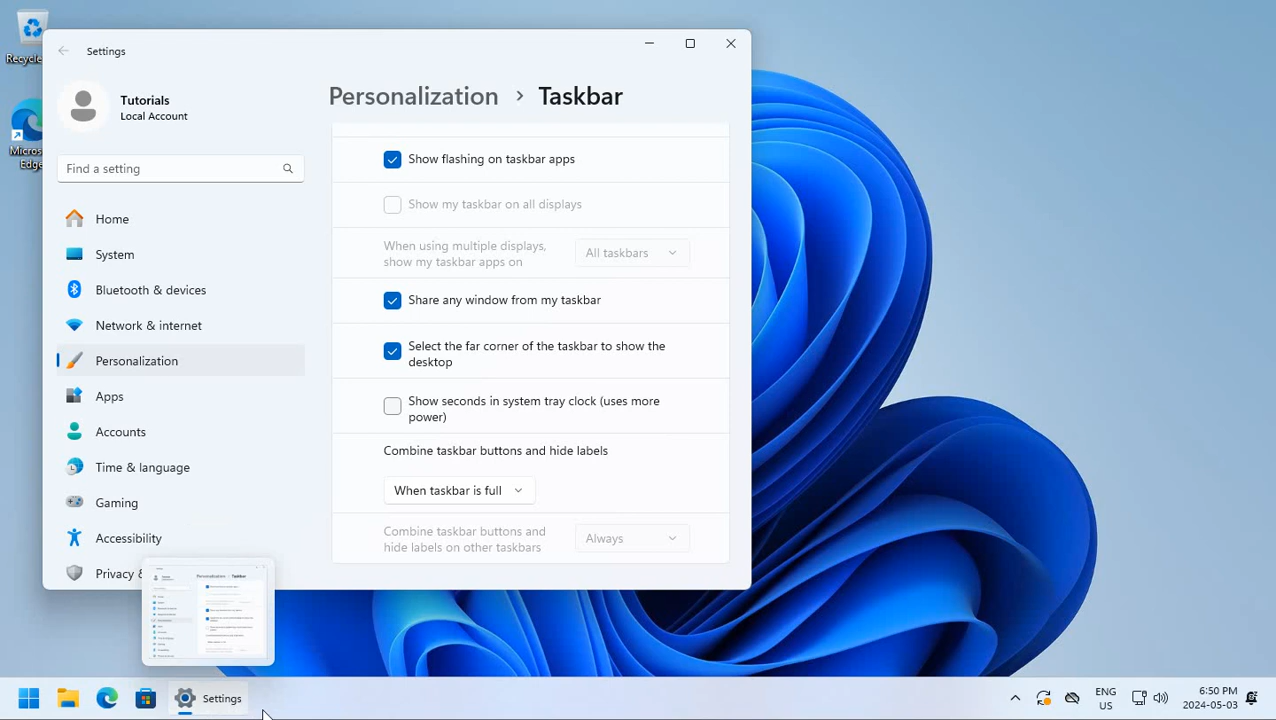 Recycle
Micros
Edge
Settings
Tutorials
Local Account
Find a setting
Home
System
Bluetooth & devices
Network & internet
Personalization
Apps
Accounts
Time & language
Gaming
Accessibility
Privacy &
Personalization > Taskbar
Show flashing on taskbar apps
Show my taskbar on all displays
When using multiple displays,
show my taskbar apps on
All taskbars
Share any window from my taskbar
Select the far corner of the taskbar to show the
desktop
Show seconds in system tray clock (uses more
power)
Combine taskbar buttons and hide labels
When taskbar is full
Combine taskbar buttons and
hide labels on other taskbars
Always
Settings
ENG
US
6:50 PM
2024-05-03